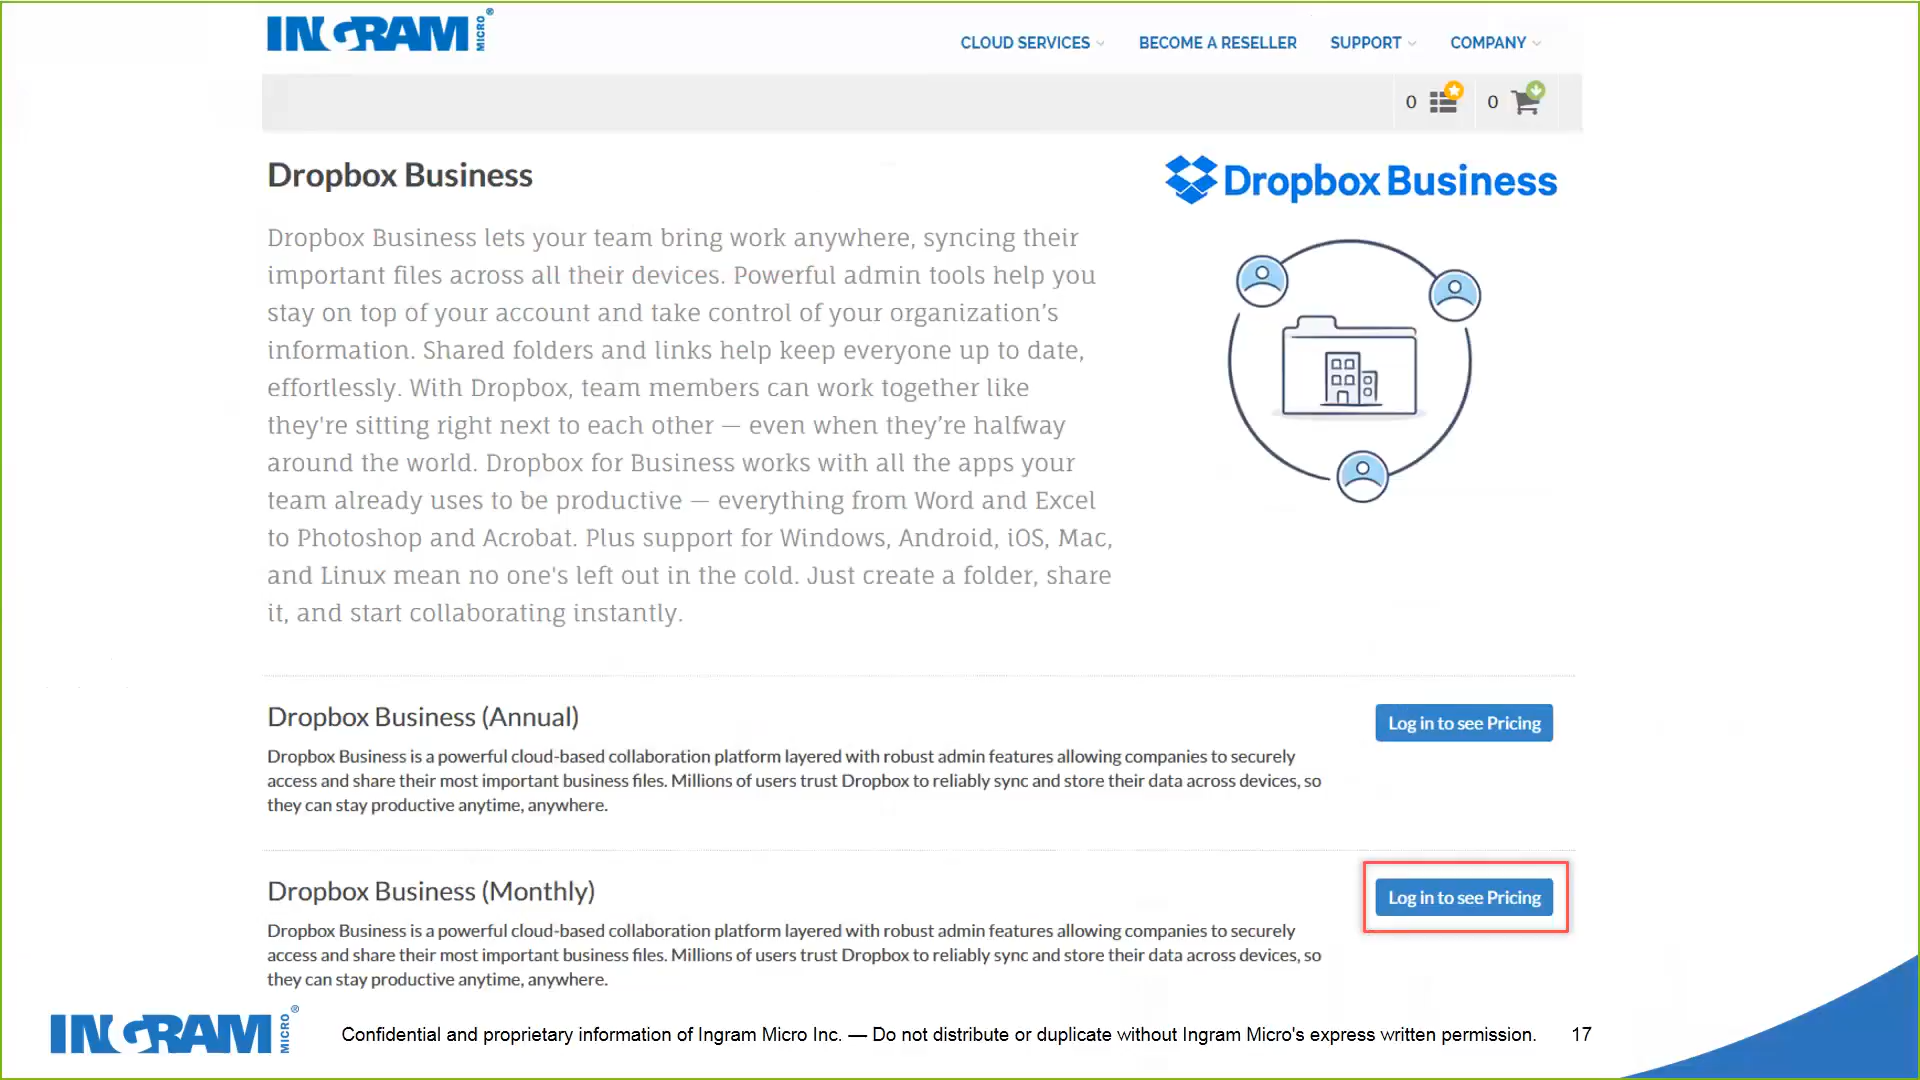 INGRAM MICRO®
CLOUD SERVICES BECOME A RESELLER SUPPORT COMPANY
0 0
Dropbox Business
Dropbox Business
Dropbox Business lets your team bring work anywhere, syncing their
important files across all their devices. Powerful admin tools help you
stay on top of your account and take control of your organization’s
information. Shared folders and links help keep everyone up to date,
effortlessly. With Dropbox, team members can work together like
they're sitting right next to each other — even when they’re halfway
around the world. Dropbox for Business works with all the apps your
team already uses to be productive — everything from Word and Excel
to Photoshop and Acrobat. Plus support for Windows, Android, iOS, Mac,
and Linux mean no one's left out in the cold. Just create a folder, share
it, and start collaborating instantly.
Dropbox Business (Annual)
Log in to see Pricing
Dropbox Business is a powerful cloud-based collaboration platform layered with robust admin features allowing companies to securely
access and share their most important business files. Millions of users trust Dropbox to reliably sync and store their data across devices, so
they can stay productive anytime, anywhere.
Dropbox Business (Monthly)
Log in to see Pricing
Dropbox Business is a powerful cloud-based collaboration platform layered with robust admin features allowing companies to securely
access and share their most important business files. Millions of users trust Dropbox to reliably sync and store their data across devices, so
they can stay productive anytime, anywhere.
INGRAM MICRO®
Confidential and proprietary information of Ingram Micro Inc. — Do not distribute or duplicate without Ingram Micro's express written permission. 17